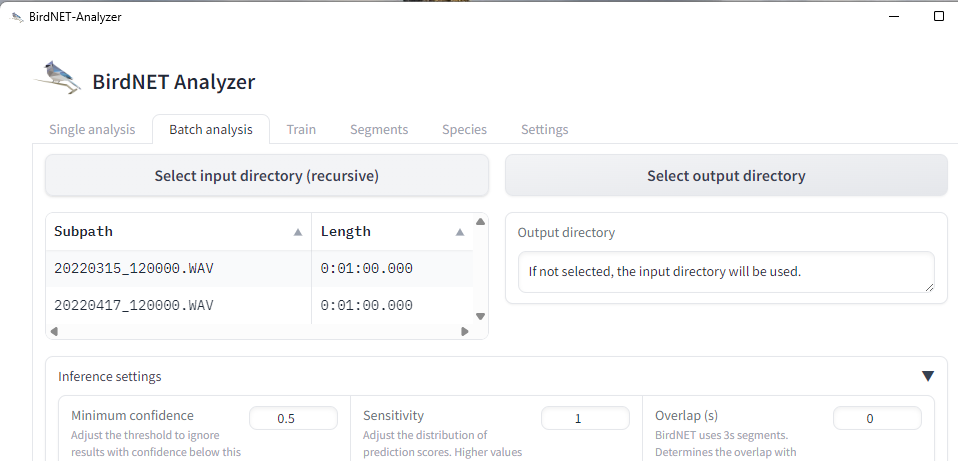 BirdNET-Analyzer
BirdNET Analyzer
Single analysis Batch analysis Train Segments Species Settings
Select input directory (recursive)
Select output directory
Subpath Length
20220315_120000.WAV 0:01:00.000
20220417_120000.WAV 0:01:00.000
Output directory
If not selected, the input directory will be used.
Inference settings
Minimum confidence 0.5
Adjust the threshold to ignore
results with confidence below this
Sensitivity 1
Adjust the distribution of
prediction scores. Higher values
Overlap (s) 0
BirdNET uses 3s segments.
Determines the overlap with